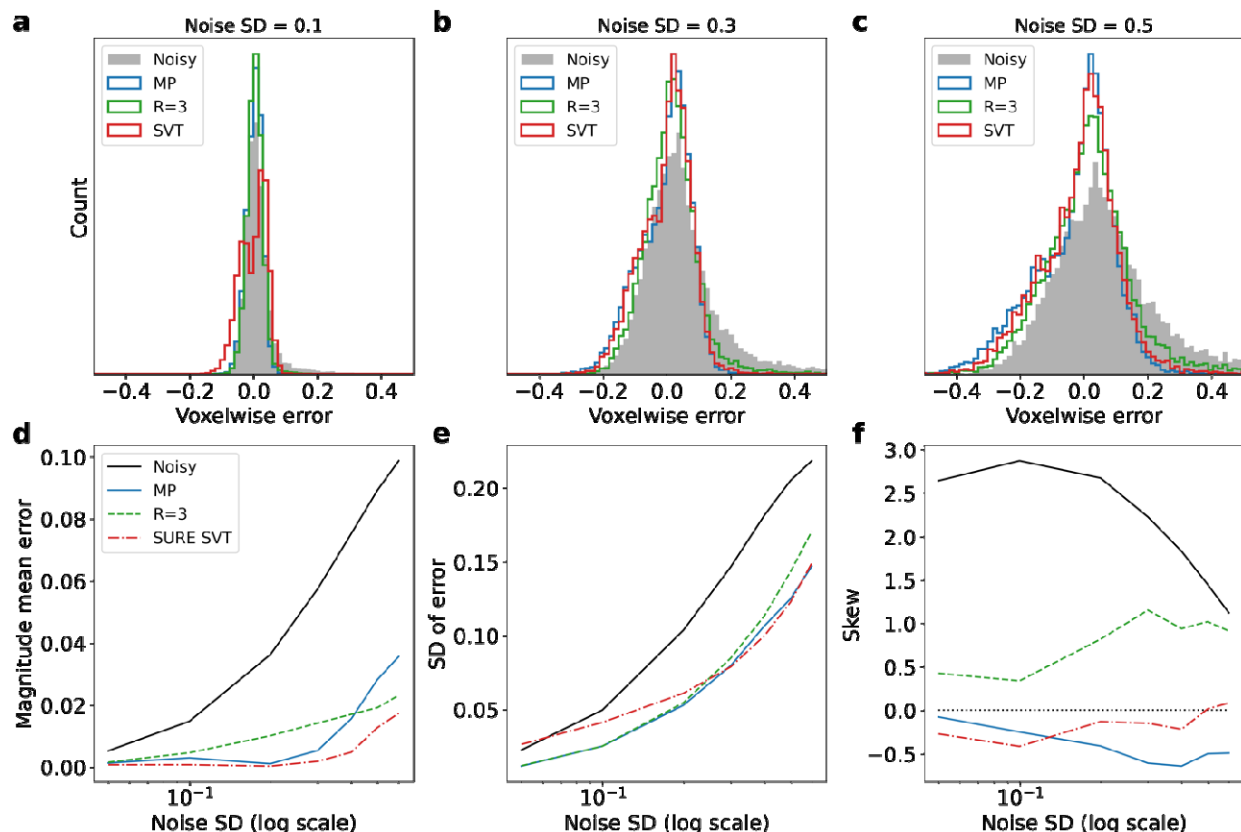 a
Noise SD = 0.1
b
Noise SD = 0.3
c
Noise SD = 0.5
Noisy
MP
R=3
SVT
Noisy
MP
R=3
SVT
Noisy
MP
R=3
SVT
Count
−0.4 −0.2 0.0 0.2 0.4
−0.4 −0.2 0.0 0.2 0.4
−0.4 −0.2 0.0 0.2 0.4
Voxelwise error
Voxelwise error
Voxelwise error
d
Magnitude mean error
0.10
0.08
0.06
0.04
0.02
0.00
Noisy
MP
R=3
SURE SVT
10⁻¹
Noise SD (log scale)
e
SD of error
0.20
0.15
0.10
0.05
10⁻¹
Noise SD (log scale)
f
Skew
3.0
2.5
2.0
1.5
1.0
0.5
0.0
−0.5
10⁻¹
Noise SD (log scale)